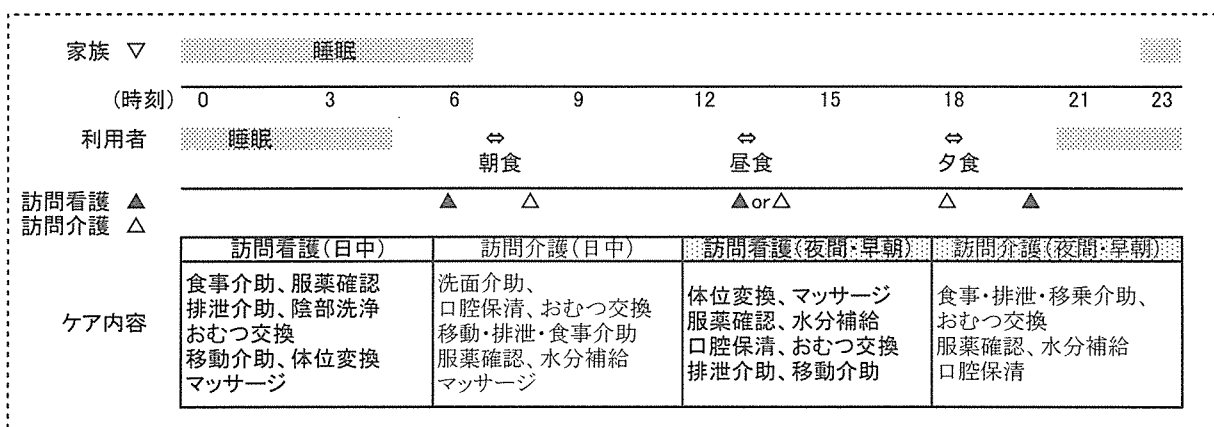 家族 ▽ 睡眠
(時刻) 0 3 6 9 12 15 18 21 23
利用者 睡眠 ⇔ ⇔ ⇔
朝食 昼食 夕食
訪問看護 ▲ ▲ △ ▲or△ △ ▲
訪問介護 △
訪問看護(日中) 訪問介護(日中) 訪問看護(夜間・早朝) 訪問介護(夜間・早朝)
ケア内容
食事介助、服薬確認
排泄介助、陰部洗浄
おむつ交換
移動介助、体位変換
マッサージ
洗面介助、
口腔保清、おむつ交換
移動・排泄・食事介助
服薬確認、水分補給
マッサージ
体位変換、マッサージ
服薬確認、水分補給
口腔保清、おむつ交換
排泄介助、移動介助
食事・排泄・移乗介助、
おむつ交換
服薬確認、水分補給
口腔保清